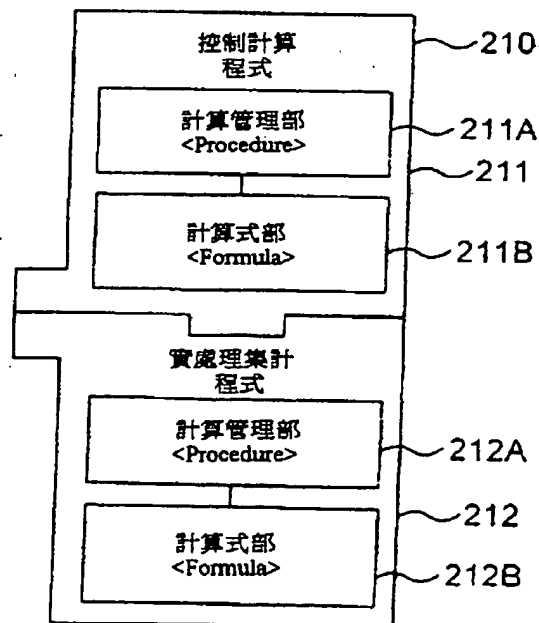 控制計算
程式
210
計算管理部
<Procedure>
211A
211
計算式部
<Formula>
211B
實處理集計
程式
計算管理部
<Procedure>
212A
212
計算式部
<Formula>
212B